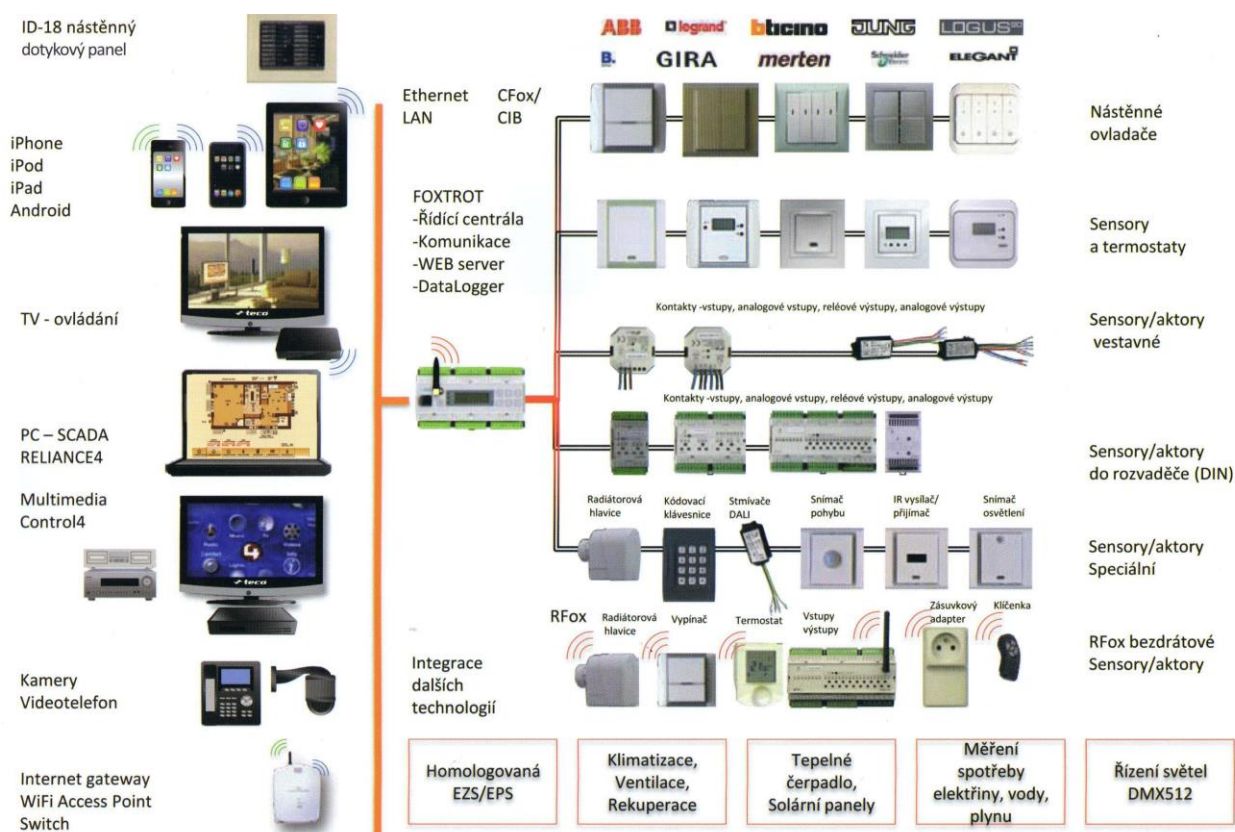 ID-18 nástěnný
dotykový panel
iPhone
iPod
iPad
Android
TV - ovládání
teco
PC – SCADA
RELIANCE4
Multimedia
Control4
teco
Kamery
Videotelefon
Internet gateway
WiFi Access Point
Switch
Ethernet
LAN
CFox/
CIB
FOXTROT
-Řídící centrála
-Komunikace
-WEB server
-DataLogger
ABB
legrand
bticino
JUNG
LOGUS
B.
GIRA
merten
Schneider
Electric
ELEGANT
Nástěnné
ovladače
Sensory
a termostaty
Kontakty -vstupy, analogové vstupy, reléové výstupy, analogové výstupy
Sensory/aktory
vestavné
Kontakty -vstupy, analogové vstupy, reléové výstupy, analogové výstupy
Sensory/aktory
do rozvaděče (DIN)
Radiátorová
hlavice
Kódovací
klávesnice
Stmívače
DALI
Snímač
pohybu
IR vysílač/
přijímač
Snímač
osvětlení
Sensory/aktory
Speciální
RFox
Radiátorová
hlavice
Vypínač
Termostat
Vstupy
výstupy
Zásuvkový
adapter
Klíčenka
RFox bezdrátové
Sensory/aktory
Integrace
dalších
technologií
Homologovaná
EZS/EPS
Klimatizace,
Ventilace,
Rekuperace
Tepelné
čerpadlo,
Solární panely
Měření
spotřeby
elektřiny, vody,
plynu
Řízení světel
DMX512